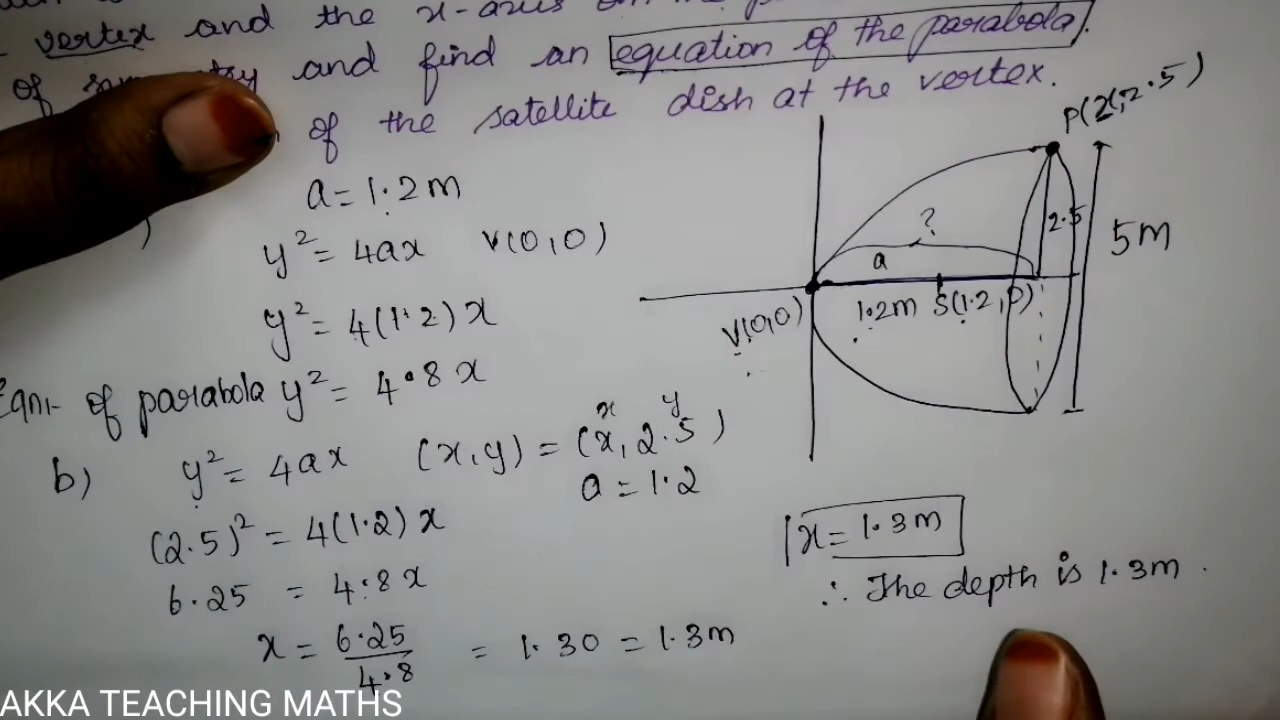 vertex and the x-axis on the
of and find an equation of the parabola.
of the satellite dish at the vertex.
a = 1.2m
y² = 4ax V(0,0)
y² = 4(1.2)x
Eqn:- of parabola y² = 4.8x
b) y² = 4ax (x,y) = (x, 2.5)
x y
a = 1.2
(2.5)² = 4(1.2)x
6.25 = 4.8x
x = 6.25/4.8 = 1.30 = 1.3m
P(x, 2.5)
2.5
5m
?
a
1.2m S(1.2, 0)
V(0,0)
x = 1.3m
∴ The depth is 1.3m.
AKKA TEACHING MATHS